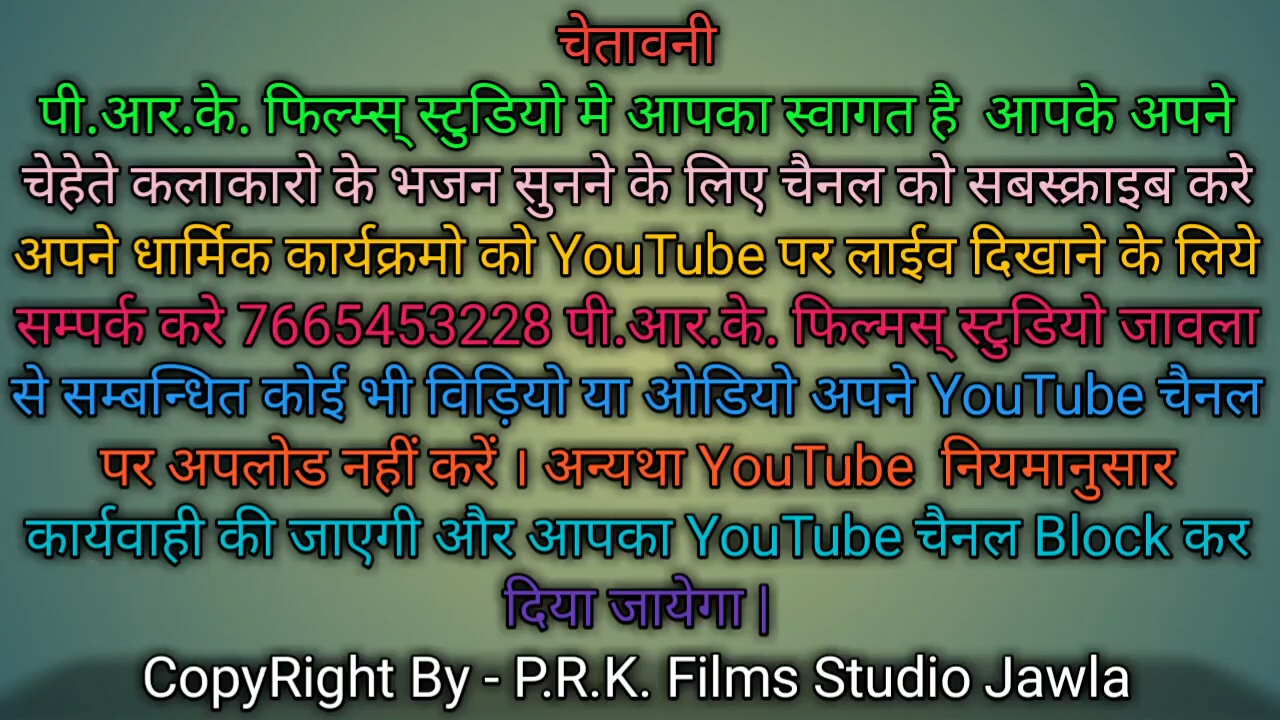 चेतावनी
पी.आर.के. फिल्म्स् स्टुडियो मे आपका स्वागत है आपके अपने
चेहेते कलाकारो के भजन सुनने के लिए चैनल को सबस्क्राइब करे
अपने धार्मिक कार्यक्रमो को YouTube पर लाईव दिखाने के लिये
सम्पर्क करे 7665453228 पी.आर.के. फिल्मस् स्टुडियो जावला
से सम्बन्धित कोई भी विड़ियो या ओडियो अपने YouTube चैनल
पर अपलोड नहीं करें । अन्यथा YouTube नियमानुसार
कार्यवाही की जाएगी और आपका YouTube चैनल Block कर
दिया जायेगा |
CopyRight By - P.R.K. Films Studio Jawla